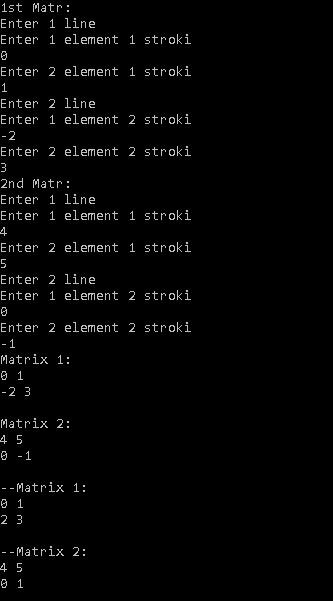 1st Matr:
Enter 1 line
Enter 1 element 1 stroki
0
Enter 2 element 1 stroki
1
Enter 2 line
Enter 1 element 2 stroki
-2
Enter 2 element 2 stroki
3
2nd Matr:
Enter 1 line
Enter 1 element 1 stroki
4
Enter 2 element 1 stroki
5
Enter 2 line
Enter 1 element 2 stroki
0
Enter 2 element 2 stroki
-1
Matrix 1:
0 1
-2 3
Matrix 2:
4 5
0 -1
--Matrix 1:
0 1
2 3
--Matrix 2:
4 5
0 1